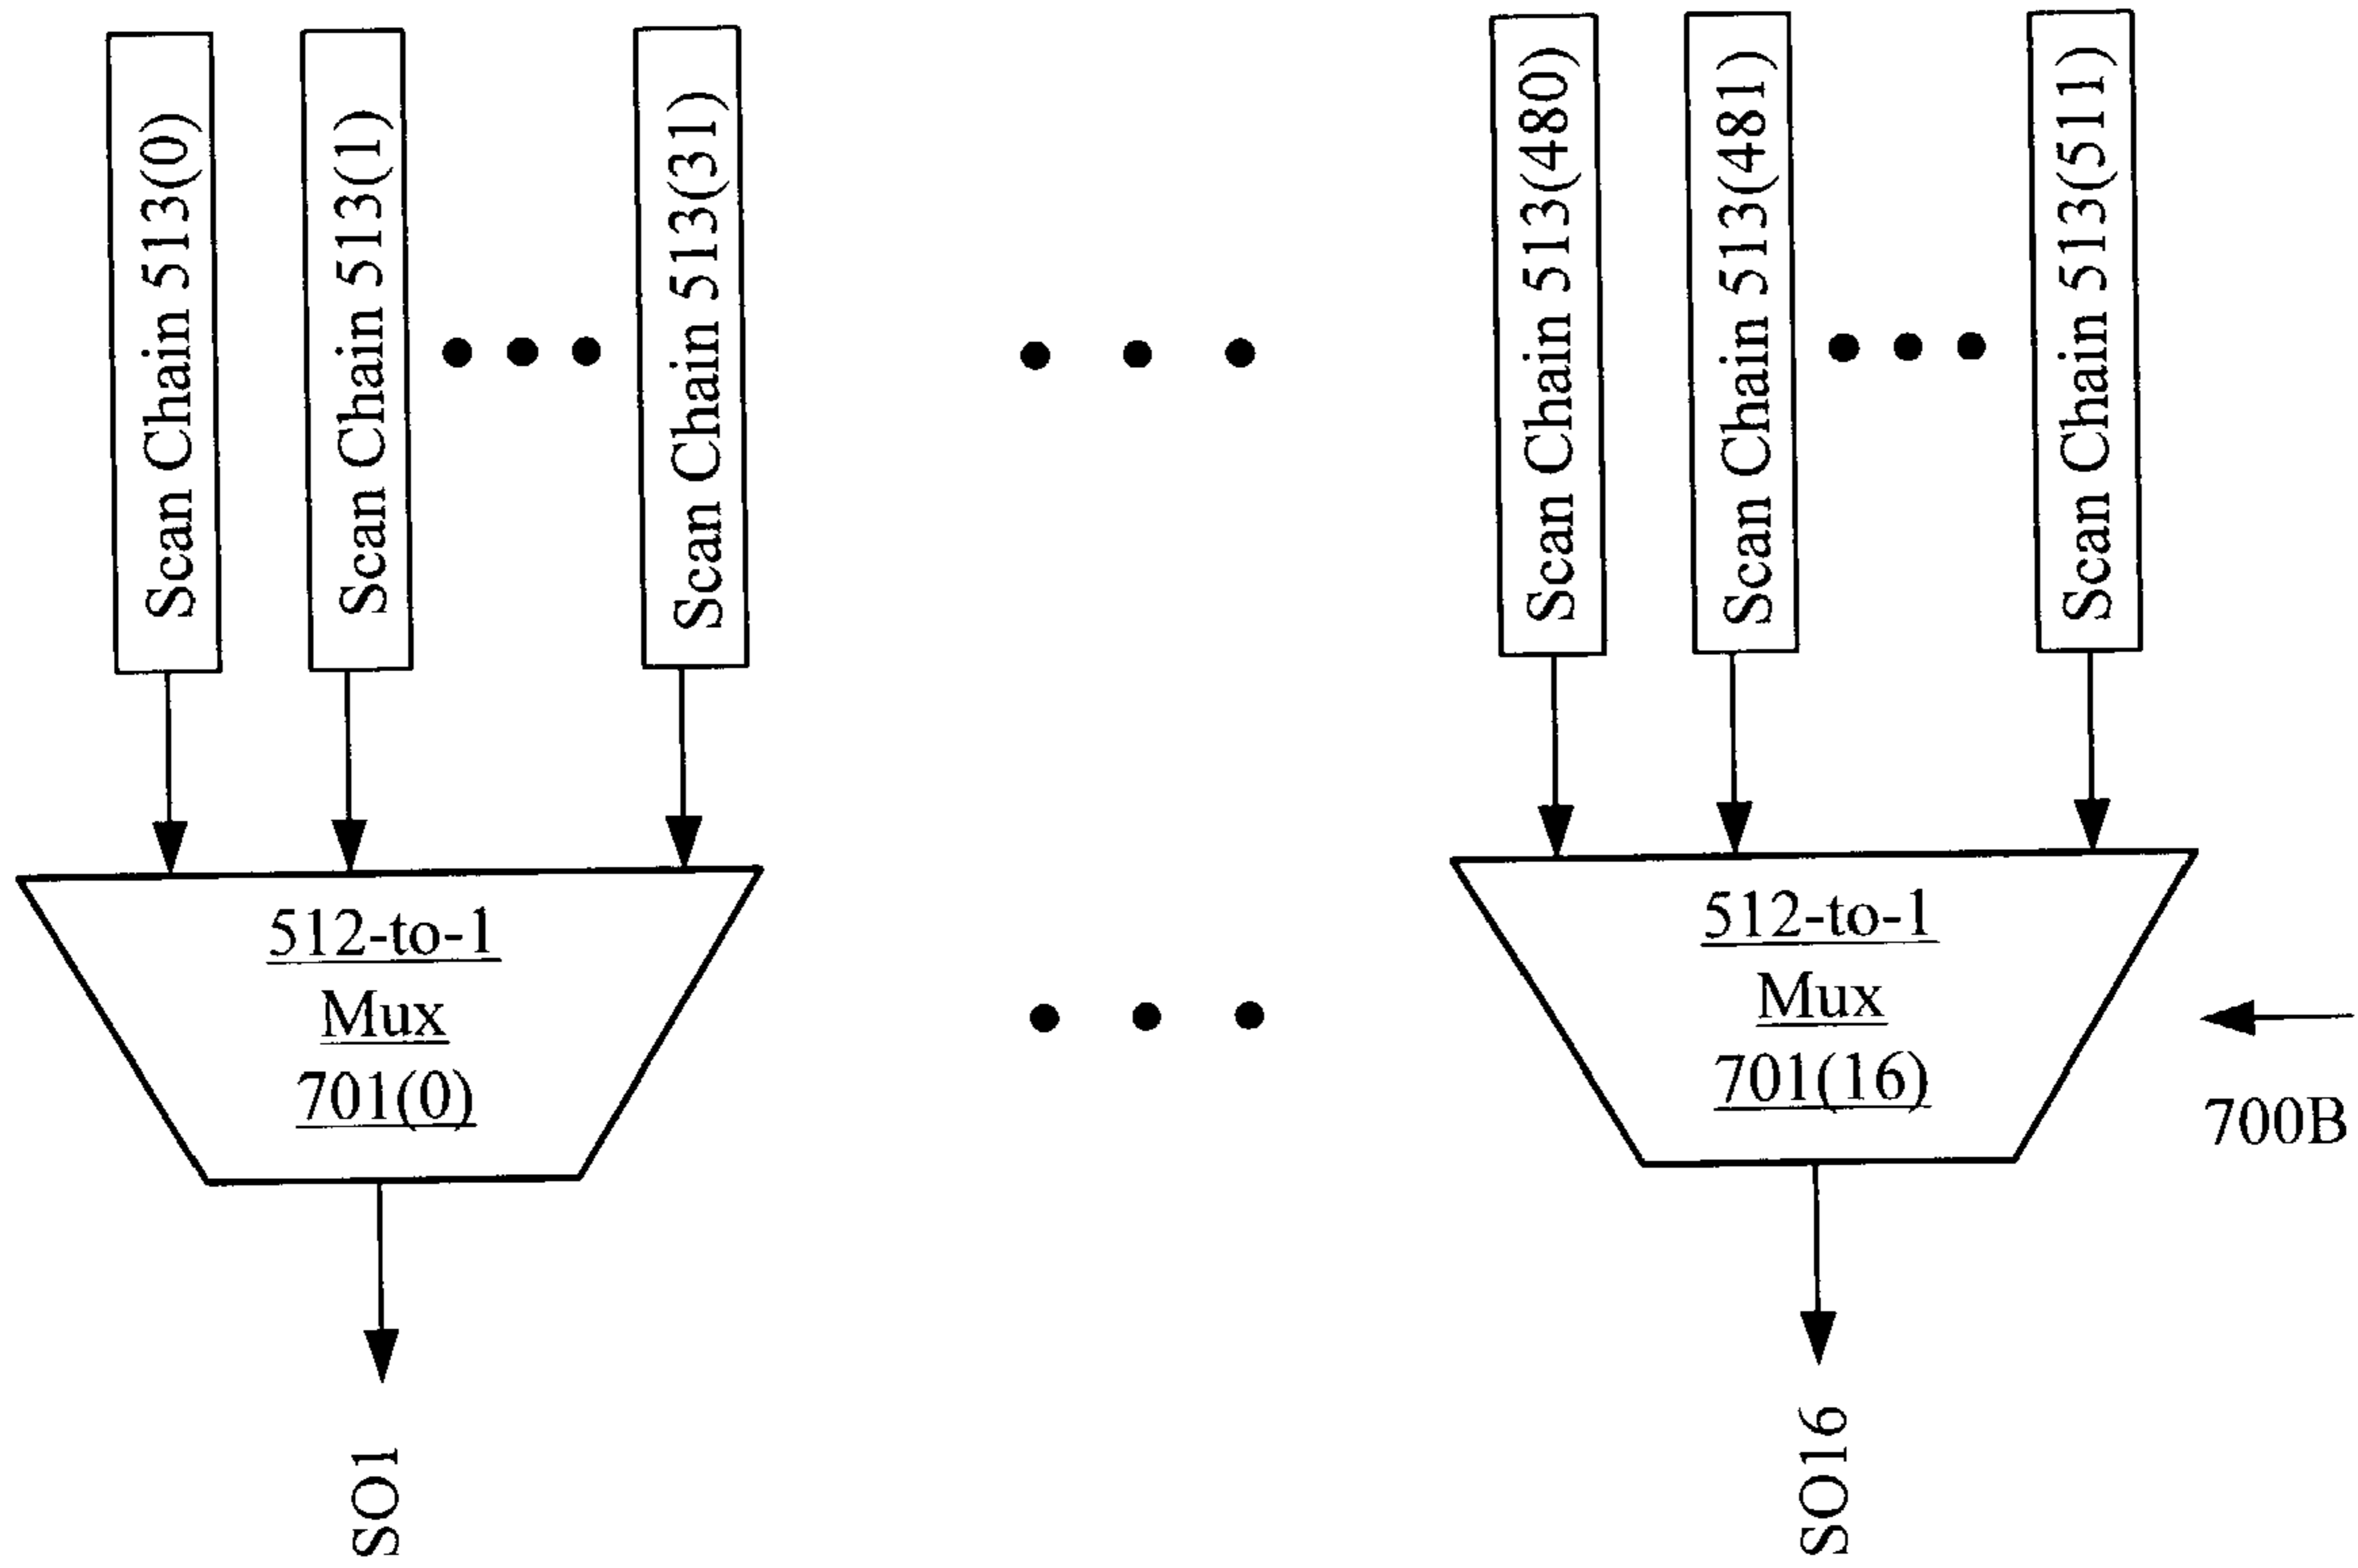 Scan Chain 513(0)
Scan Chain 513(1)
Scan Chain 513(31)
Scan Chain 513(480)
Scan Chain 513(481)
Scan Chain 513(511)
512-to-1
Mux
701(0)
512-to-1
Mux
701(16)
700B
SO1
SO16